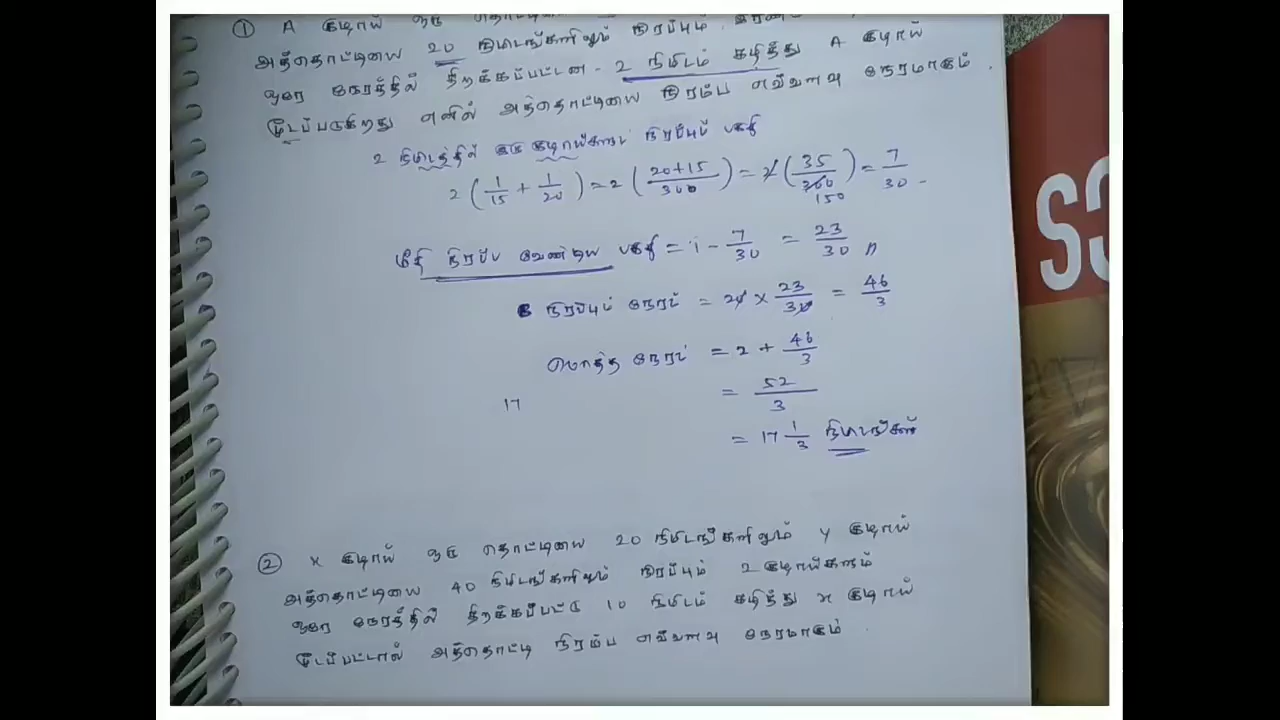 ① A குடாய் ஒரு தொட்டியை
அத்தொட்டியை 20 நிமிடங்களிலும் நிரப்பும்
ஒரே நேரத்தில் திறக்கப்பட்டன - 2 நிமிடம் கழித்து A குடாய்
மூடப்படுகிறது எனில் அத்தொட்டியை நிரம்ப எவ்வளவு நேரமாகும் .
2 நிமிடத்தில் இரு குடாய்களும் நிரப்பும் பகுதி
2 ( 1/15 + 1/20 ) = 2 ( 20+15/300 ) = 2 ( 35/300 150 ) = 7/30 -
மீதி நிரப்ப வேண்டிய பகுதி = 1 - 7/30 = 23/30
நிரப்பும் நேரம் = 20 x 23/30 = 46/3
மொத்த நேரம் = 2 + 46/3
17 = 52/3
= 17 1/3 நிமிடங்கள்
② x குடாய் ஒரு தொட்டியை 20 நிமிடங்களிலும் y குடாய்
அத்தொட்டியை 40 நிமிடங்களிலும் நிரப்பும் 2 குடாய்களும்
ஒரே நேரத்தில் திறக்கப்பட்டு 10 நிமிடம் கழித்து x குடாய்
மூடப்பட்டால் அத்தொட்டி நிரம்ப எவ்வளவு நேரமாகும்